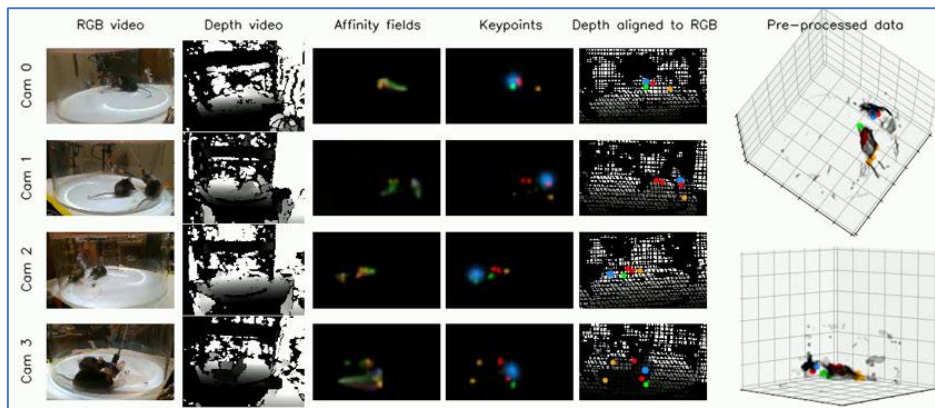 RGB video Depth video Affinity fields Keypoints Depth aligned to RGB Pre-processed data
Cam 0
Cam 1
Cam 2
Cam 3